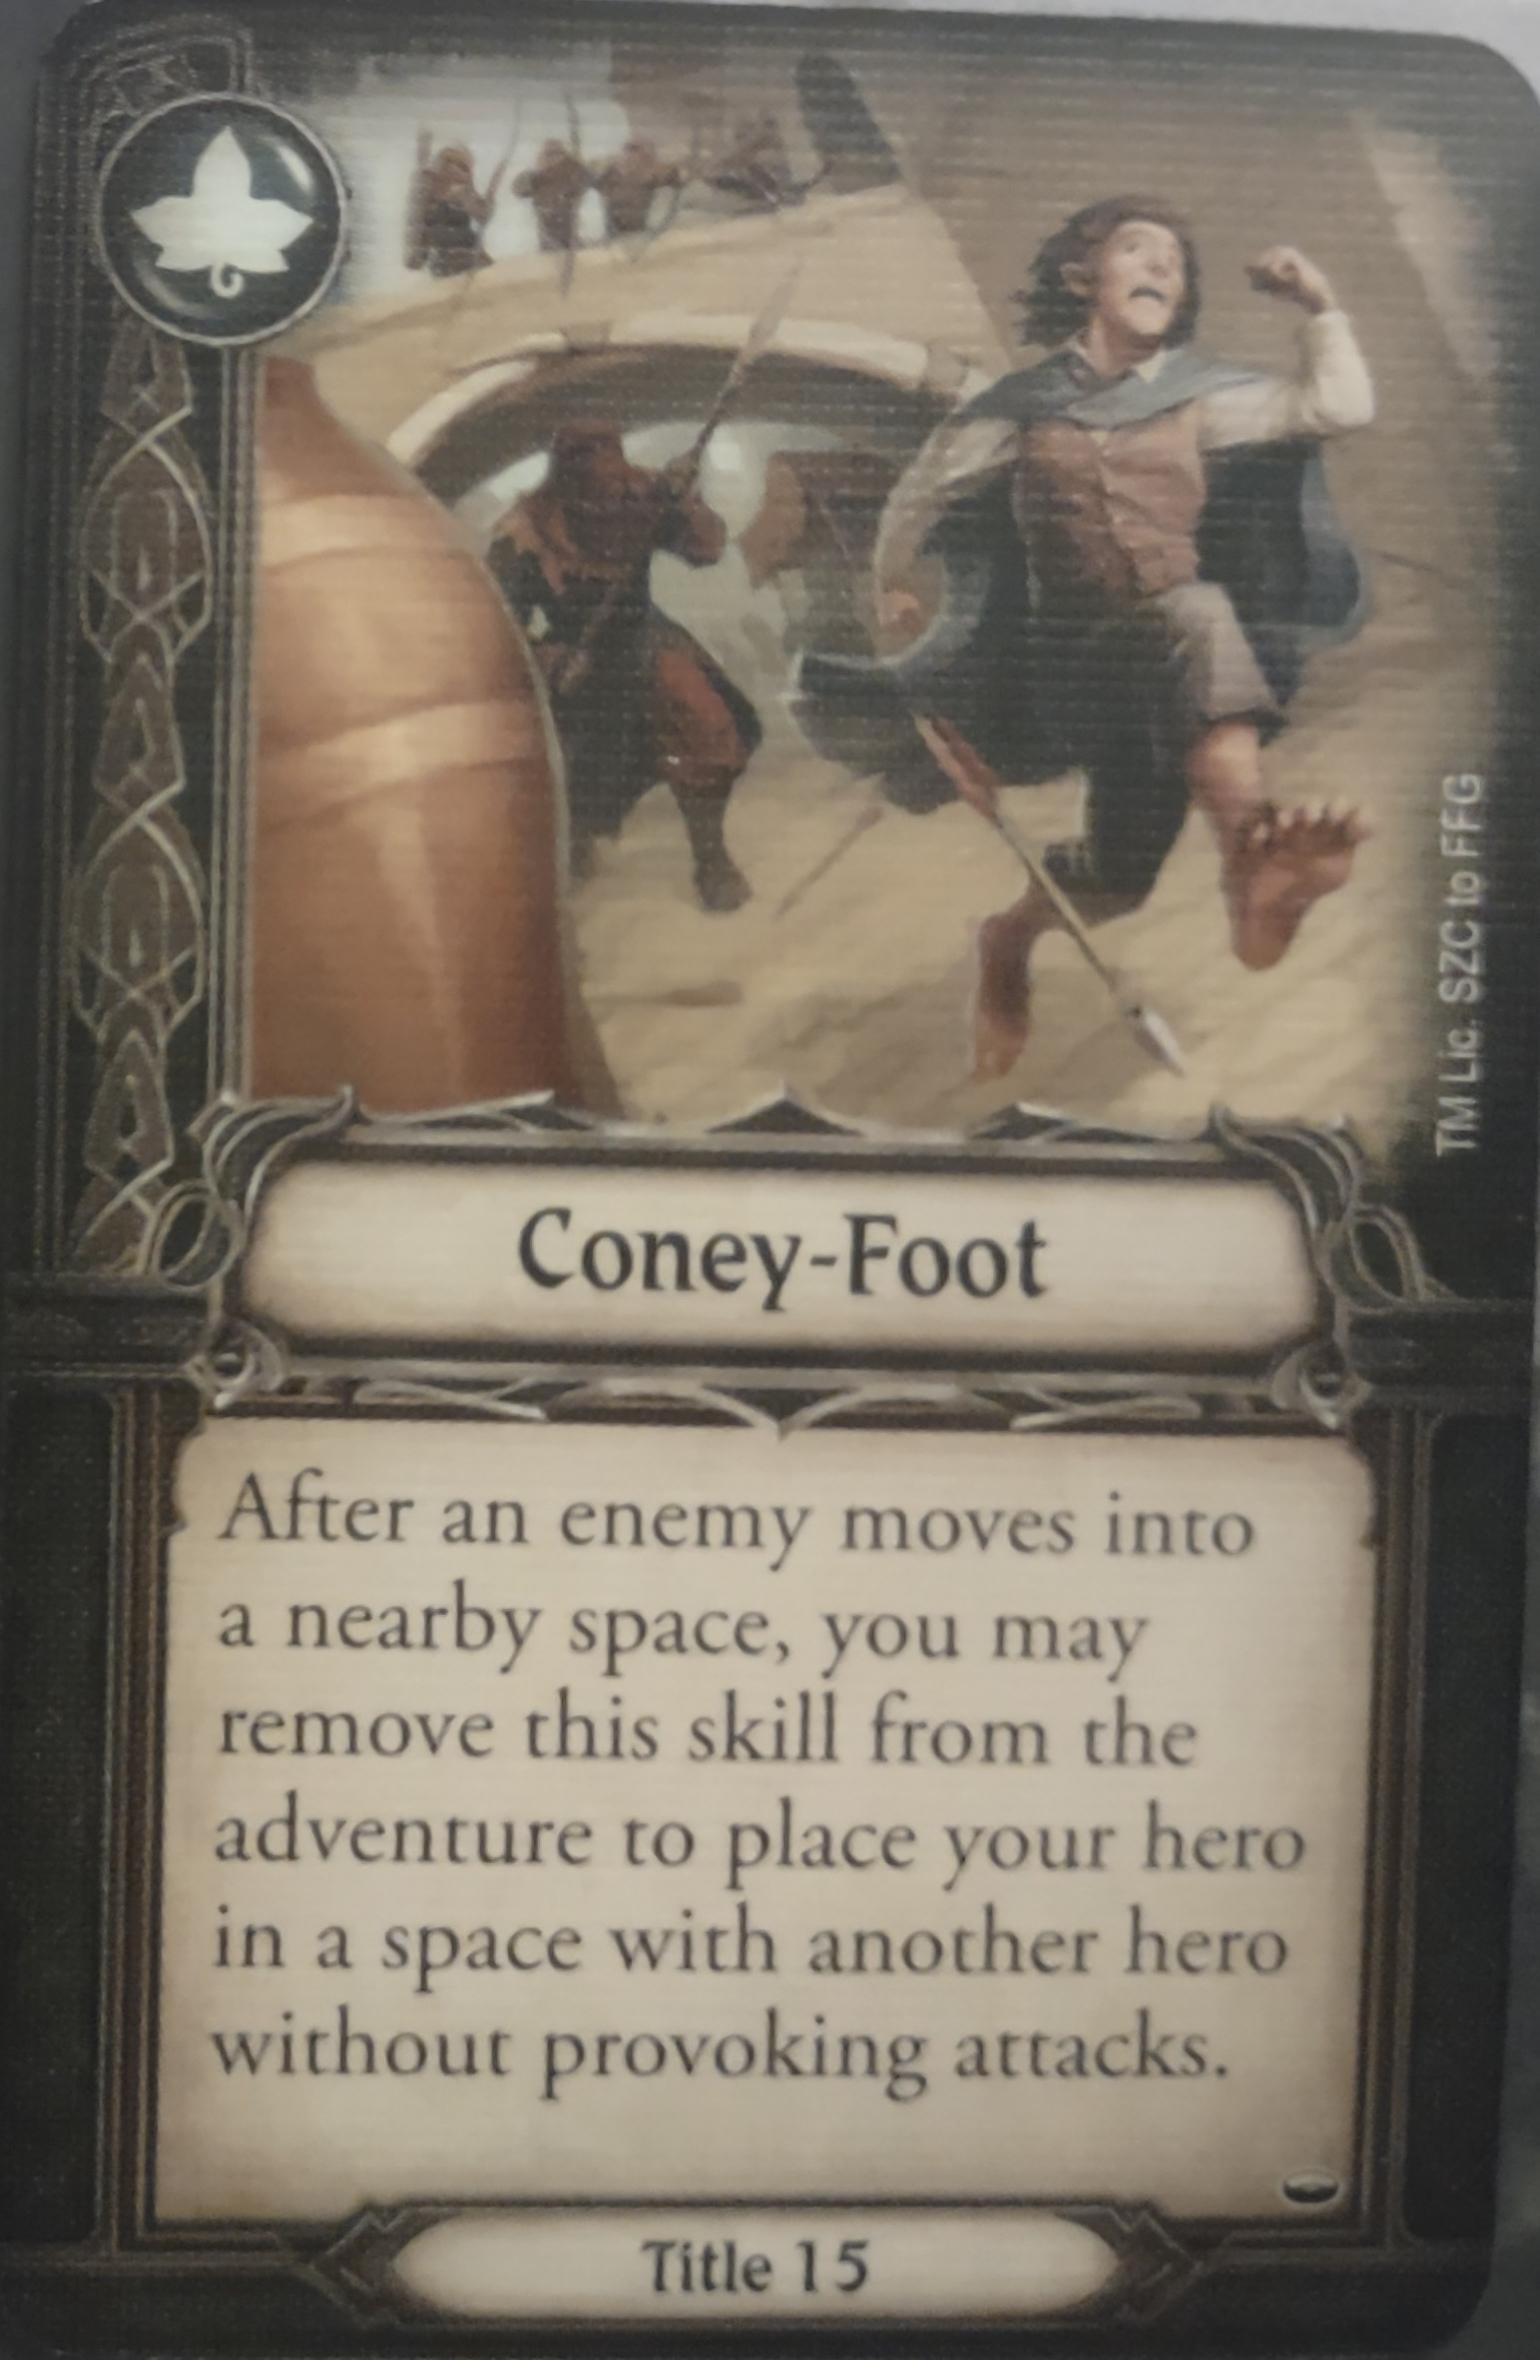 TM Lic. SZC to FFG
Coney-Foot
After an enemy moves into
a nearby space, you may
remove this skill from the
adventure to place your hero
in a space with another hero
without provoking attacks.
Title 15